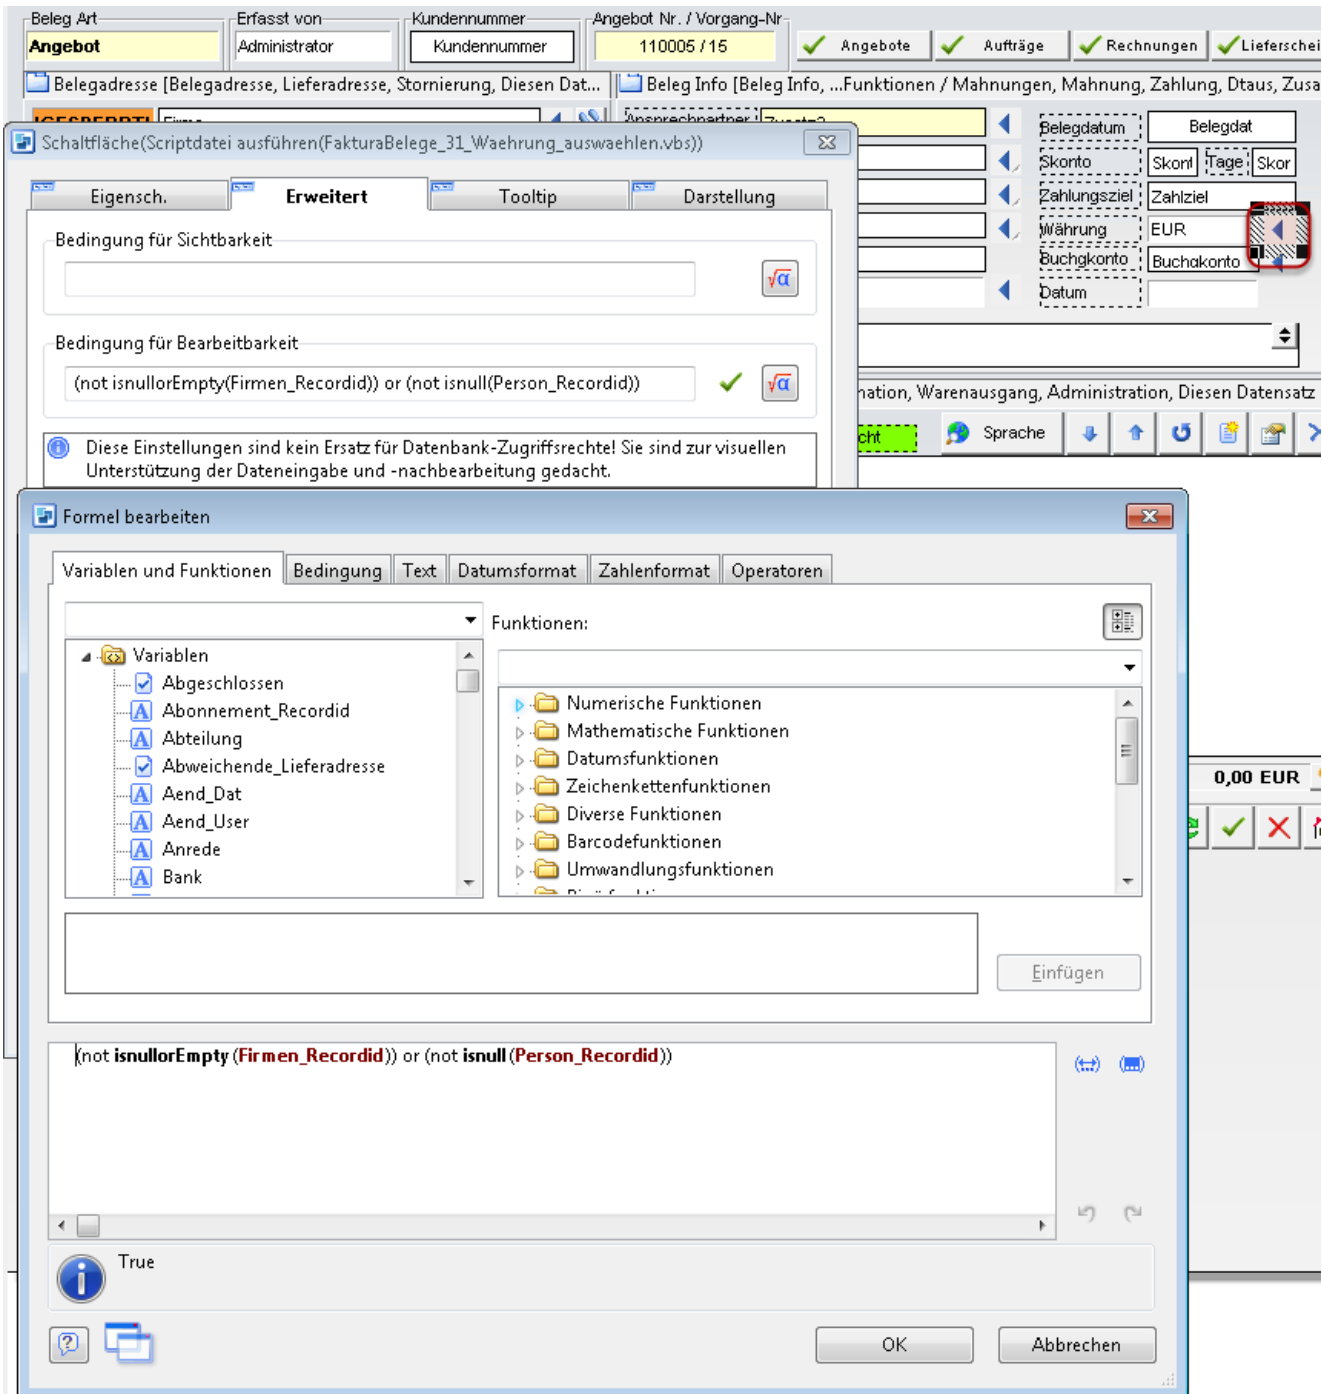 Beleg Art
Erfasst von
Kundennummer
Angebot Nr. / Vorgang-Nr
Angebot
Administrator
Kundennummer
110005 / 15
Angebote
Aufträge
Rechnungen
Lieferschei
Belegadresse [Belegadresse, Lieferadresse, Stornierung, Diesen Dat...
Beleg Info [Beleg Info, ...Funktionen / Mahnungen, Mahnung, Zahlung, Dtaus, Zusa
Ansprechpartner
Belegdatum
Belegdat
Schaltfläche(Scriptdatei ausführen(FakturaBelege_31_Waehrung_auswaehlen.vbs))
Skonto
Skont
Tage
Skor
Eigensch.
Erweitert
Tooltip
Darstellung
Zahlungsziel
Zahlziel
Währung
EUR
Bedingung für Sichtbarkeit
Buchgkonto
Buchgkonto
Datum
Bedingung für Bearbeitbarkeit
(not isnullorEmpty(Firmen_Recordid)) or (not isnull(Person_Recordid))
nation, Warenausgang, Administration, Diesen Datensatz
cht
Sprache
Diese Einstellungen sind kein Ersatz für Datenbank-Zugriffsrechte! Sie sind zur visuellen
Unterstützung der Dateneingabe und -nachbearbeitung gedacht.
Formel bearbeiten
Variablen und Funktionen
Bedingung
Text
Datumsformat
Zahlenformat
Operatoren
Funktionen:
Variablen
Abgeschlossen
Abonnement_Recordid
Abteilung
Abweichende_Lieferadresse
Aend_Dat
Aend_User
Anrede
Bank
Numerische Funktionen
Mathematische Funktionen
Datumsfunktionen
Zeichenkettenfunktionen
Diverse Funktionen
Barcodefunktionen
Umwandlungsfunktionen
0,00 EUR
Einfügen
(not isnullorEmpty (Firmen_Recordid)) or (not isnull (Person_Recordid))
True
OK
Abbrechen